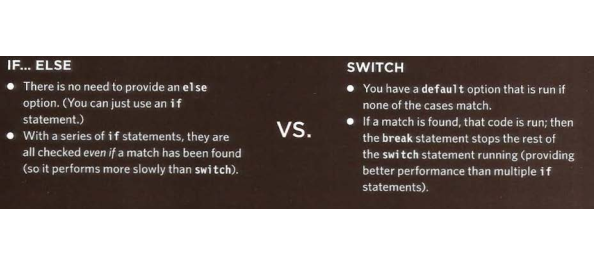 IF... ELSE
● There is no need to provide an else
option. (You can just use an if
statement.)
● With a series of if statements, they are
all checked even if a match has been found
(so it performs more slowly than switch).
VS.
SWITCH
● You have a default option that is run if
none of the cases match.
● If a match is found, that code is run; then
the break statement stops the rest of
the switch statement running (providing
better performance than multiple if
statements).